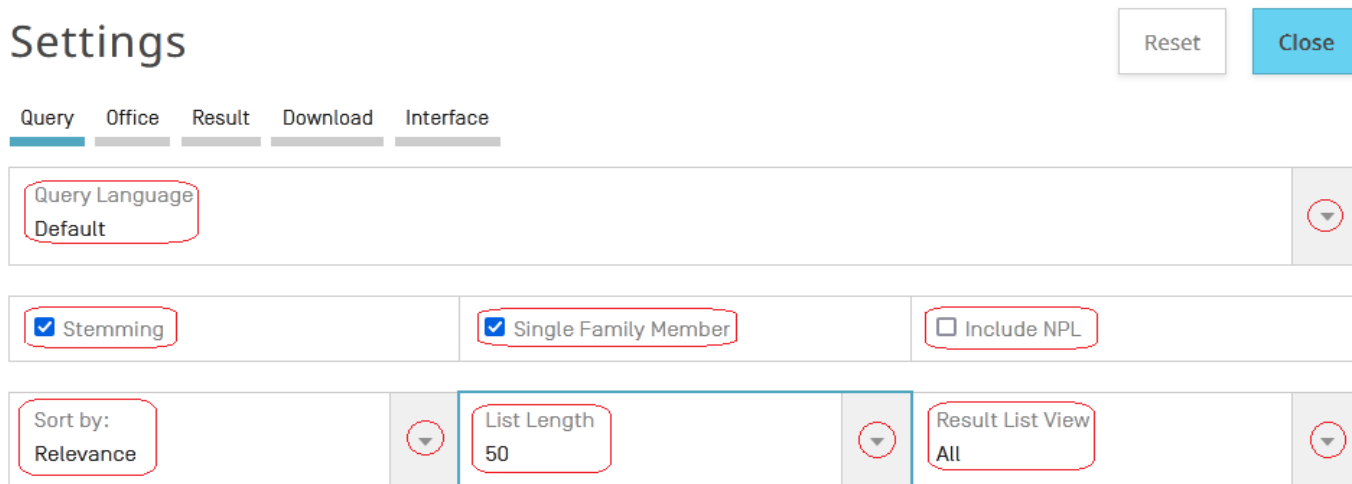 Settings
Reset
Close
Query
Office
Result
Download
Interface
Query Language
Default
Stemming
Single Family Member
Include NPL
Sort by:
Relevance
List Length
50
Result List View
All